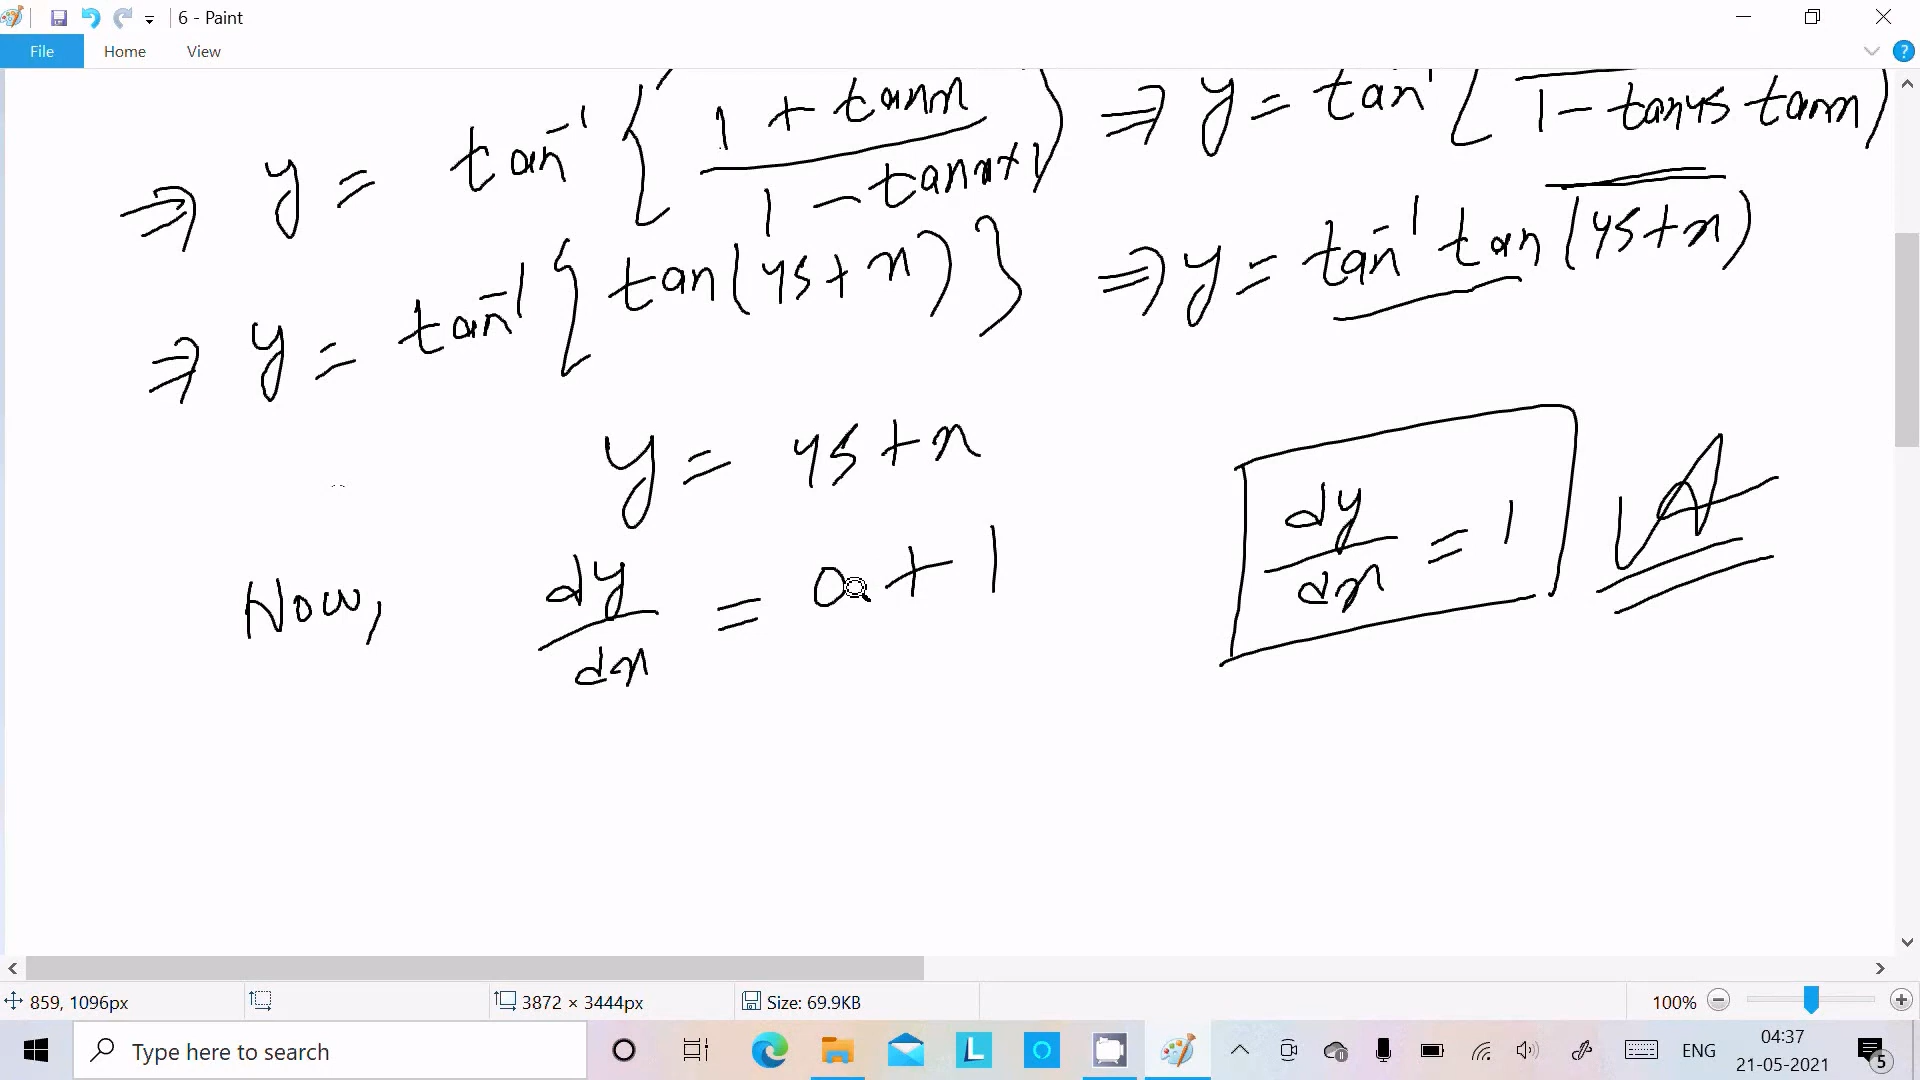 6 - Paint
File Home View
⇒ y = tan⁻¹ { (1 + tanx) / (1 - tanx+1) } ⇒ y = tan⁻¹ { / (1 - tan45 tanx) }
⇒ y = tan⁻¹ { tan(45+x) } ⇒ y = tan⁻¹ tan (45+x)
y = 45+x
Now, dy/dx = 0 + 1
dy/dx = 1
859, 1096px 3872 × 3444px Size: 69.9KB 100%
Type here to search
L
ENG
04:37
21-05-2021
5